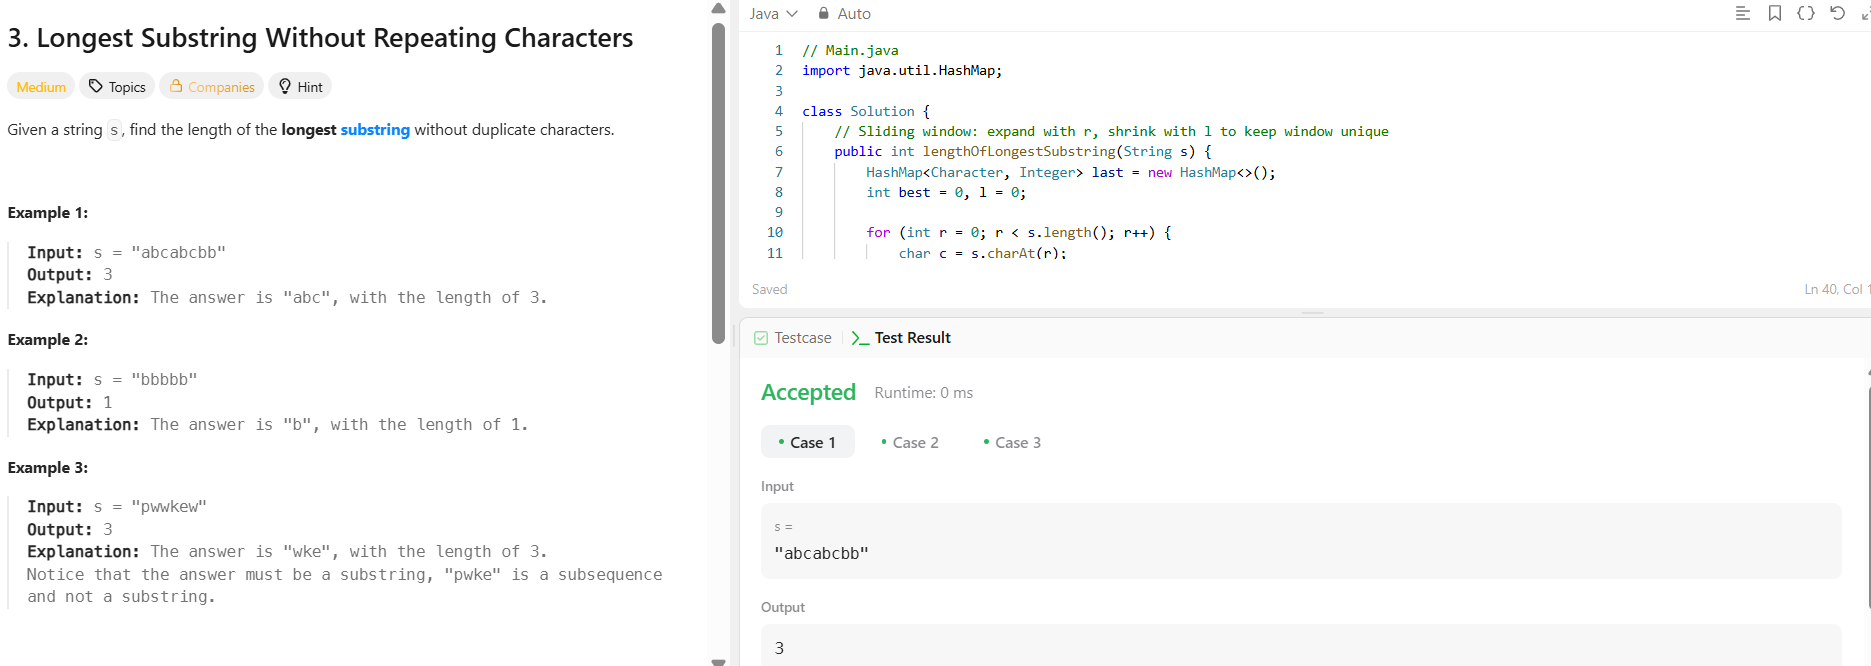 3. Longest Substring Without Repeating Characters
Medium Topics Companies Hint
Given a string s, find the length of the longest substring without duplicate characters.
Example 1:
Input: s = "abcabcbb"
Output: 3
Explanation: The answer is "abc", with the length of 3.
Example 2:
Input: s = "bbbbb"
Output: 1
Explanation: The answer is "b", with the length of 1.
Example 3:
Input: s = "pwwkew"
Output: 3
Explanation: The answer is "wke", with the length of 3.
Notice that the answer must be a substring, "pwke" is a subsequence
and not a substring.
Java Auto
1 // Main.java
2 import java.util.HashMap;
3
4 class Solution {
5 // Sliding window: expand with r, shrink with l to keep window unique
6 public int lengthOfLongestSubstring(String s) {
7 HashMap<Character, Integer> last = new HashMap<>();
8 int best = 0, l = 0;
9
10 for (int r = 0; r < s.length(); r++) {
11 char c = s.charAt(r);
Saved Ln 40, Col 1
Testcase Test Result
Accepted Runtime: 0 ms
Case 1 Case 2 Case 3
Input
s =
"abcabcbb"
Output
3